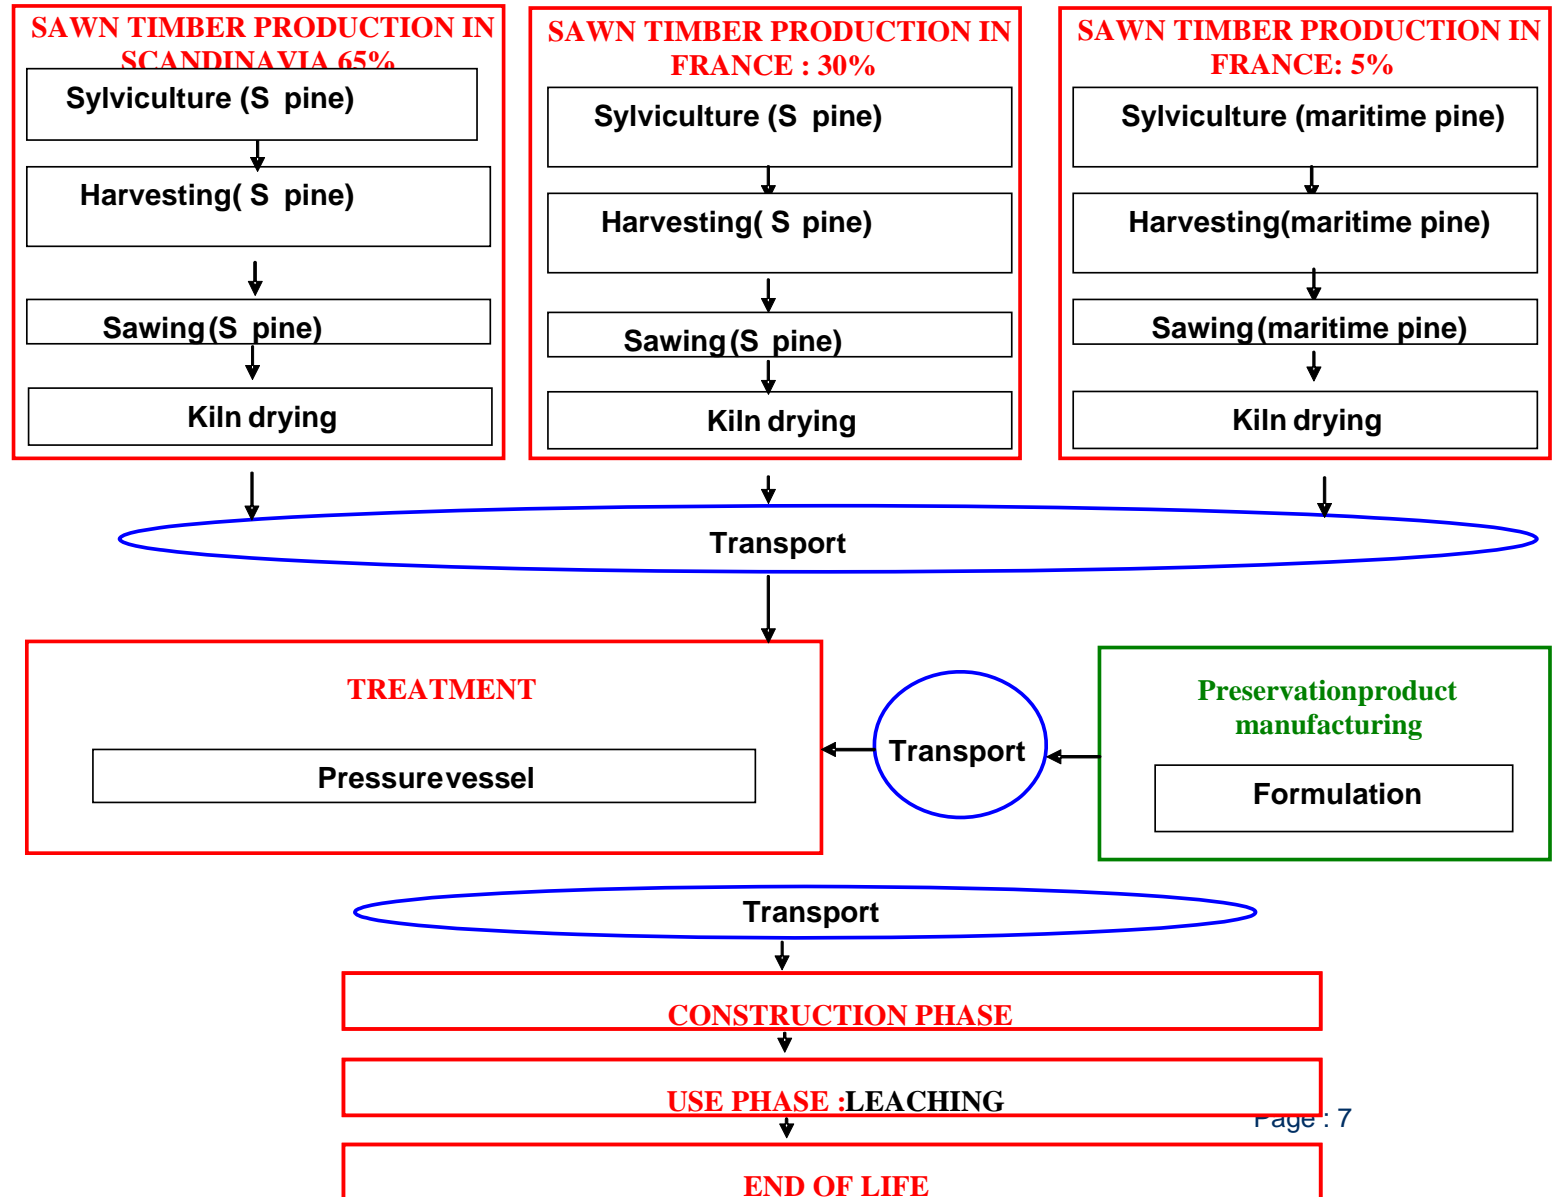 SAWN TIMBER PRODUCTION IN
SCANDINAVIA 65%
Sylviculture (S pine)
Harvesting( S pine)
Sawing (S pine)
Kiln drying
SAWN TIMBER PRODUCTION IN
FRANCE : 30%
Sylviculture (S pine)
Harvesting( S pine)
Sawing (S pine)
Kiln drying
SAWN TIMBER PRODUCTION IN
FRANCE: 5%
Sylviculture (maritime pine)
Harvesting(maritime pine)
Sawing (maritime pine)
Kiln drying
Transport
TREATMENT
Pressurevessel
Transport
Preservationproduct
manufacturing
Formulation
Transport
CONSTRUCTION PHASE
USE PHASE :LEACHING
Page : 7
END OF LIFE